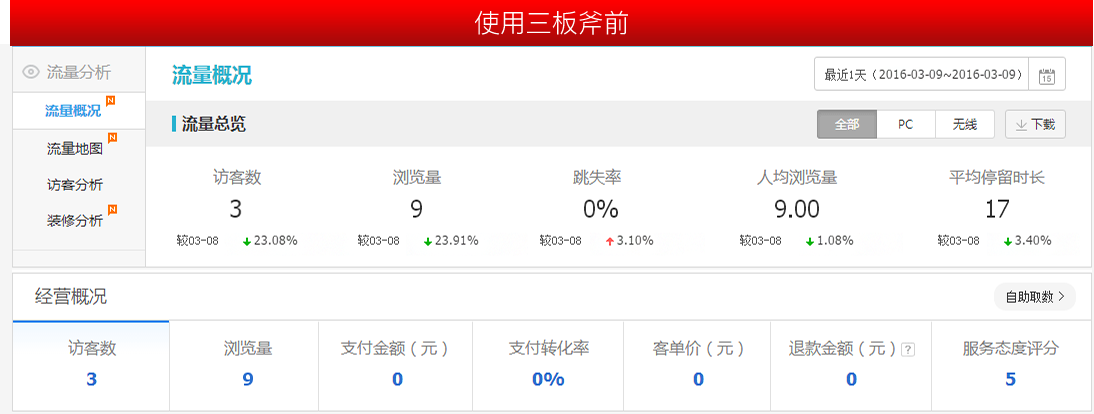 使用三板斧前
流量分析
流量概况
流量地图
访客分析
装修分析
流量概况
最近1天（2016-03-09~2016-03-09）
15
流量总览
全部 PC 无线 下载
访客数 浏览量 跳失率 人均浏览量 平均停留时长
3 9 0% 9.00 17
较03-08 23.08% 较03-08 23.91% 较03-08 3.10% 较03-08 1.08% 较03-08 3.40%
经营概况
自助取数 >
访客数 浏览量 支付金额（元） 支付转化率 客单价（元） 退款金额（元） ? 服务态度评分
3 9 0 0% 0 0 5